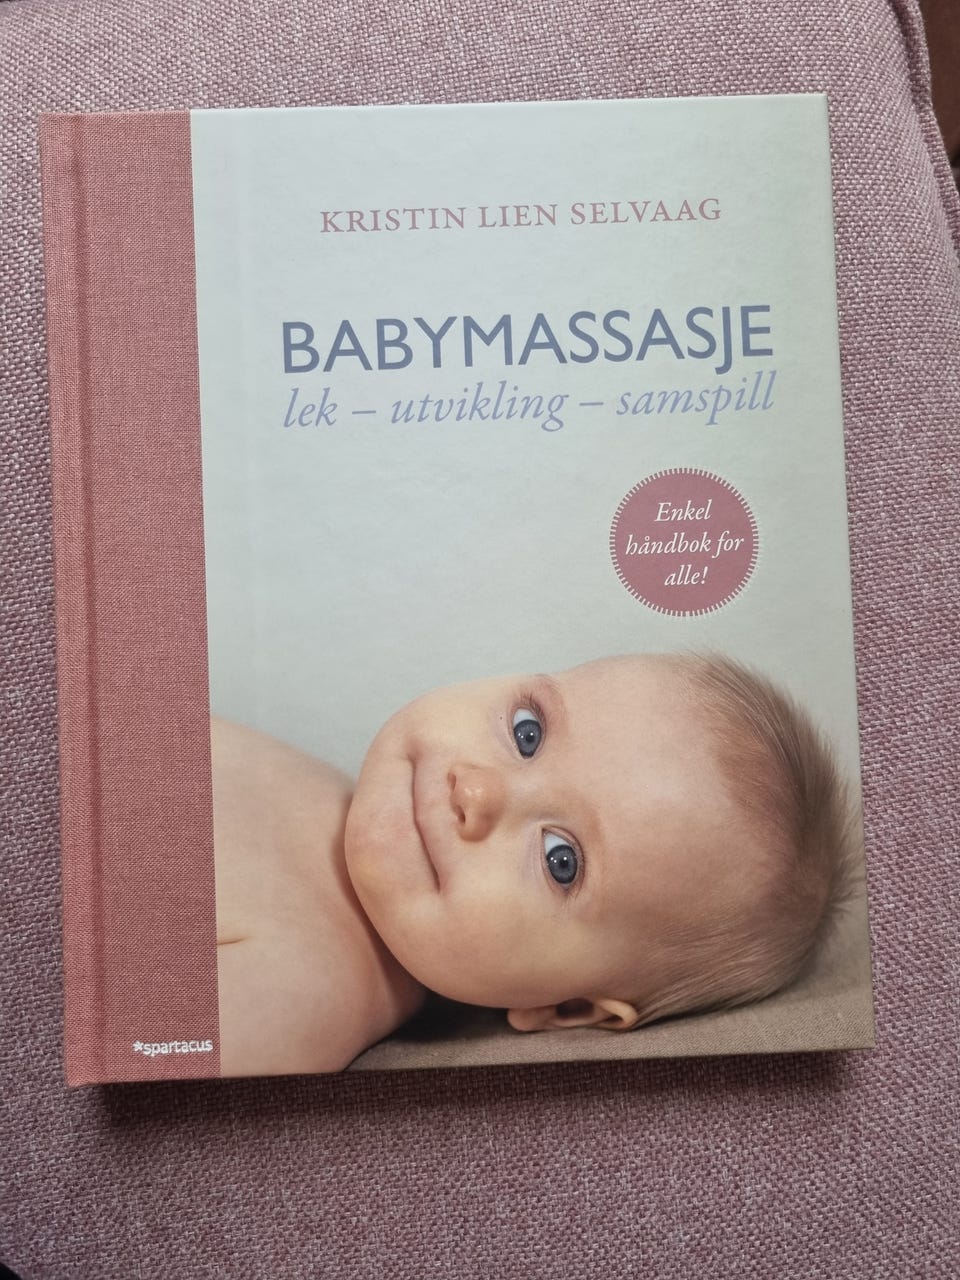 KRISTIN LIEN SELVAAG
BABYMASSASJE
lek – utvikling – samspill
Enkel
håndbok for
alle!
*spartacus